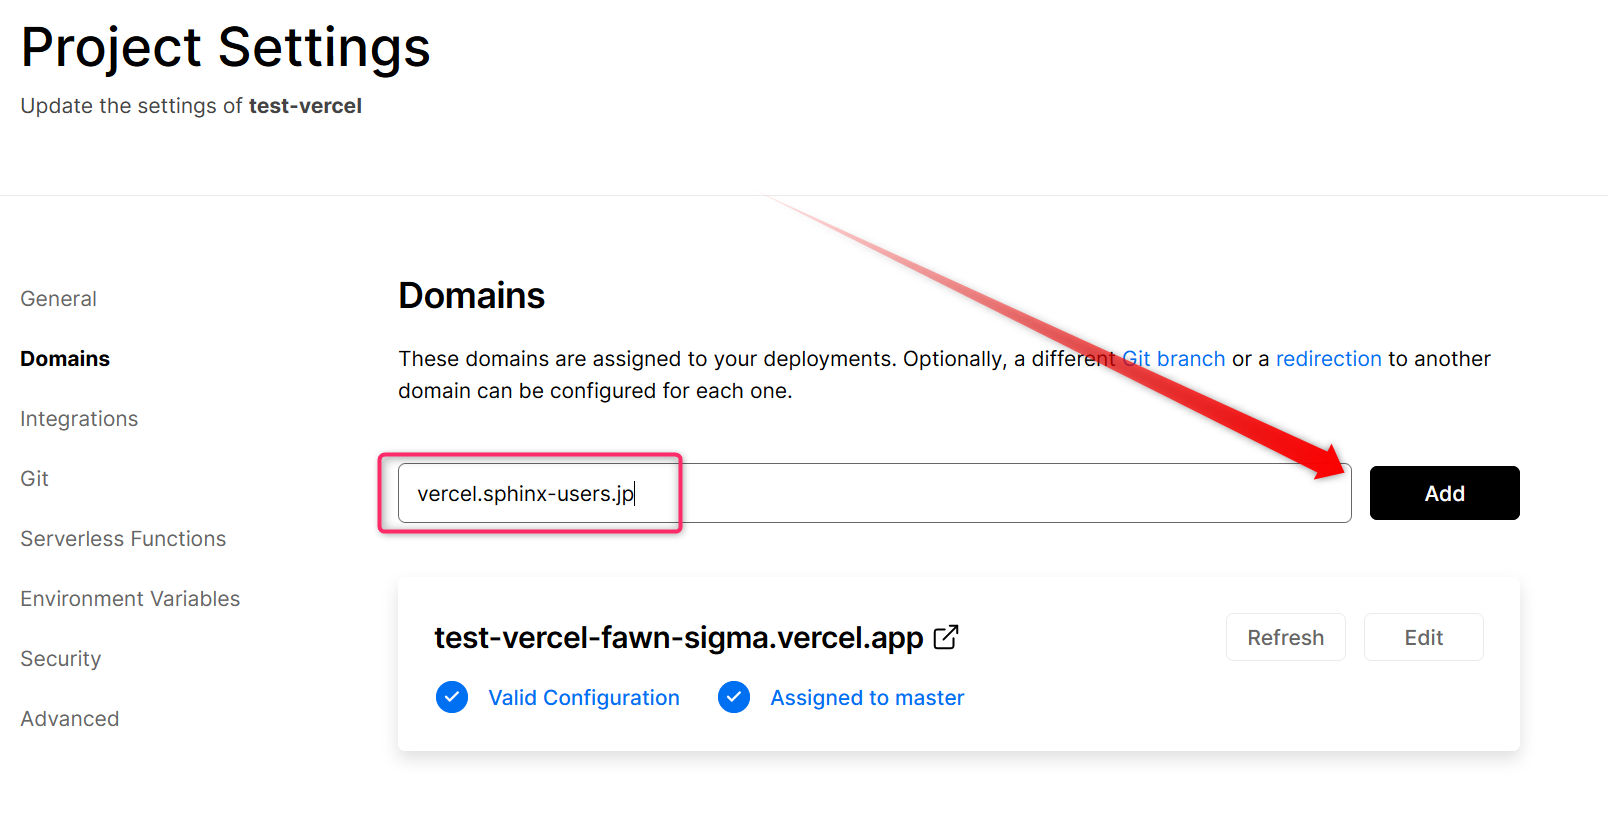 Project Settings
Update the settings of test-vercel
General
Domains
Integrations
Git
Serverless Functions
Environment Variables
Security
Advanced
Domains
These domains are assigned to your deployments. Optionally, a different Git branch or a redirection to another
domain can be configured for each one.
vercel.sphinx-users.jp
Add
test-vercel-fawn-sigma.vercel.app
Refresh
Edit
Valid Configuration
Assigned to master